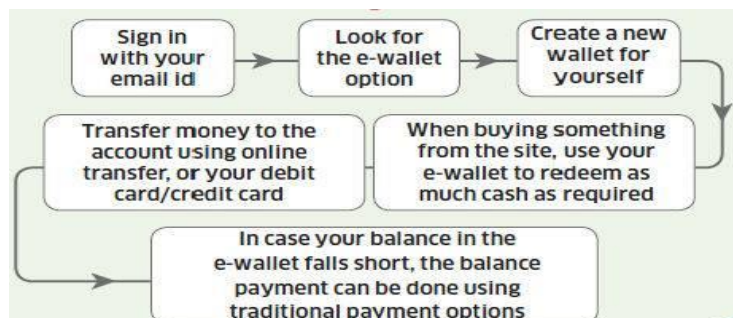 Sign in
with your
email id
Look for
the e-wallet
option
Create a new
wallet for
yourself
When buying something
from the site, use your
e-wallet to redeem as
much cash as required
Transfer money to the
account using online
transfer, or your debit
card/credit card
In case your balance in the
e-wallet falls short, the balance
payment can be done using
traditional payment options